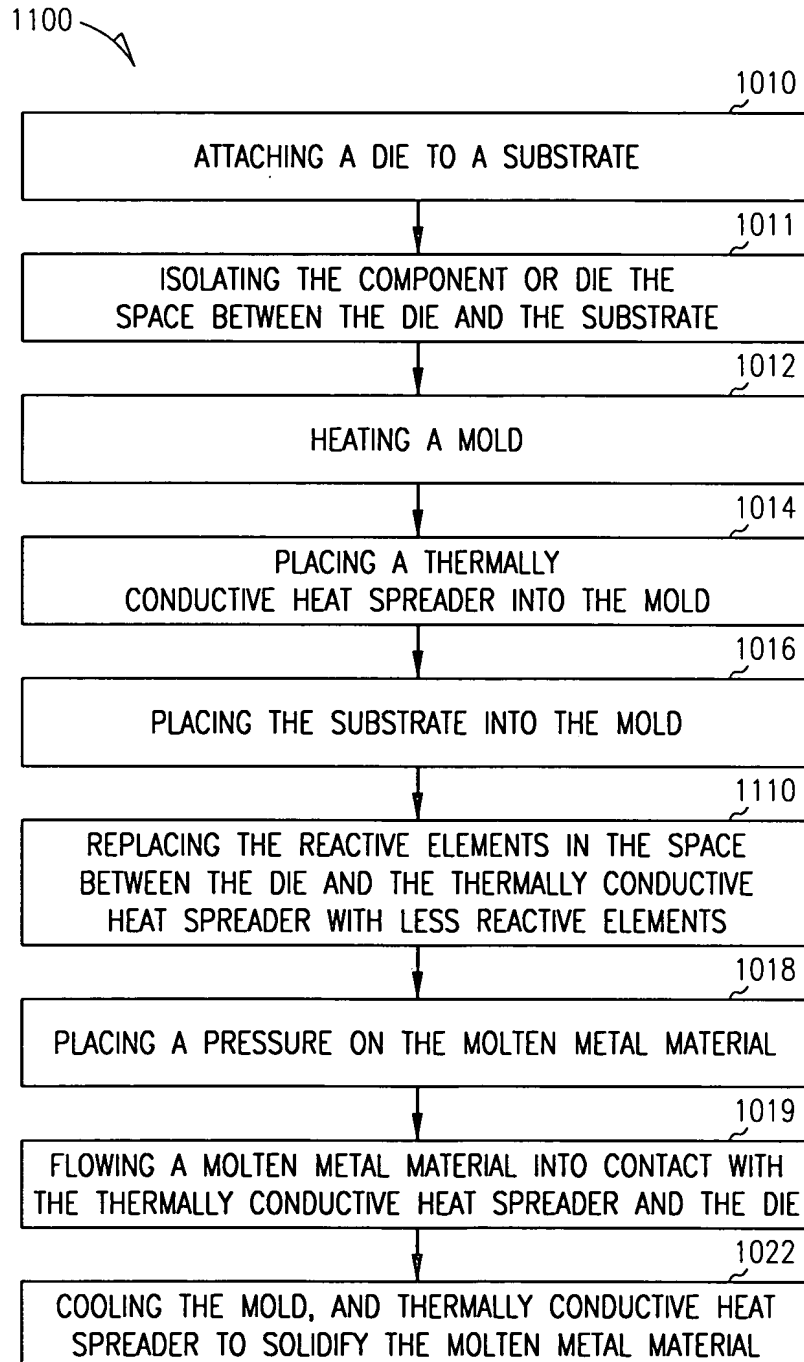 1100
1010
ATTACHING A DIE TO A SUBSTRATE
1011
ISOLATING THE COMPONENT OR DIE THE
SPACE BETWEEN THE DIE AND THE SUBSTRATE
1012
HEATING A MOLD
1014
PLACING A THERMALLY
CONDUCTIVE HEAT SPREADER INTO THE MOLD
1016
PLACING THE SUBSTRATE INTO THE MOLD
1110
REPLACING THE REACTIVE ELEMENTS IN THE SPACE
BETWEEN THE DIE AND THE THERMALLY CONDUCTIVE
HEAT SPREADER WITH LESS REACTIVE ELEMENTS
1018
PLACING A PRESSURE ON THE MOLTEN METAL MATERIAL
1019
FLOWING A MOLTEN METAL MATERIAL INTO CONTACT WITH
THE THERMALLY CONDUCTIVE HEAT SPREADER AND THE DIE
1022
COOLING THE MOLD, AND THERMALLY CONDUCTIVE HEAT
SPREADER TO SOLIDIFY THE MOLTEN METAL MATERIAL